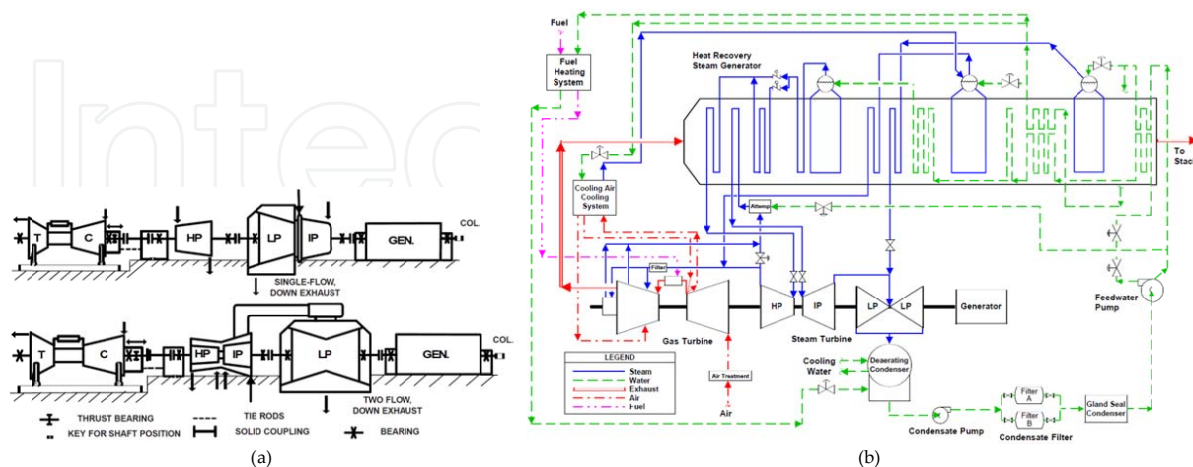 Intec
T
C
HP
LP
IP
GEN.
COL.
SINGLE-FLOW,
DOWN EXHAUST
T
C
HP
IP
LP
GEN.
COL.
TWO FLOW,
DOWN EXHAUST
THRUST BEARING
TIE RODS
KEY FOR SHAFT POSITION
SOLID COUPLING
BEARING
(a)
Fuel
Fuel
Heating
System
Heat Recovery
Steam Generator
To
Stack
Cooling Air
Cooling
System
Attemp
Filter
HP
IP
LP
LP
Generator
Gas Turbine
Steam Turbine
Feedwater
Pump
LEGEND
Steam
Water
Exhaust
Air
Fuel
Air Treatment
Air
Cooling
Water
Deaerating
Condenser
Condensate Pump
Filter
A
Filter
B
Condensate Filter
Gland Seal
Condenser
(b)